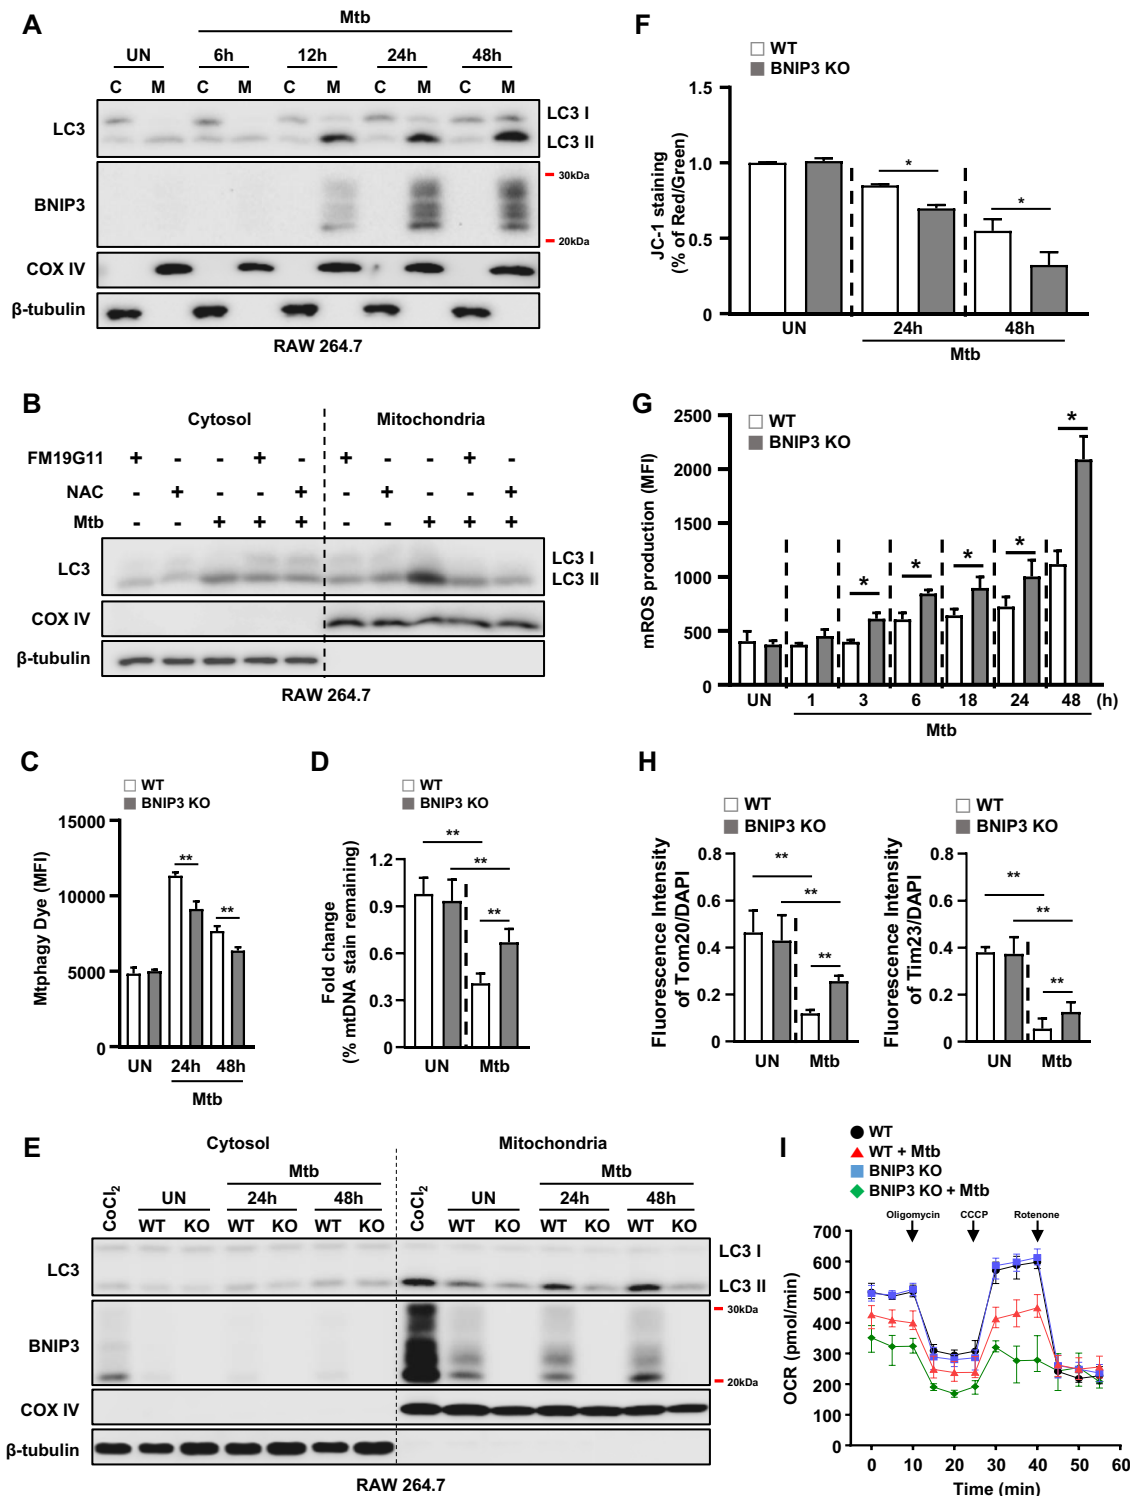 A
Mtb
UN 6h 12h 24h 48h
C M C M C M C M C M
LC3
LC3 I
LC3 II
BNIP3
30kDa
20kDa
COX IV
β-tubulin
RAW 264.7
B
Cytosol Mitochondria
FM19G11 + - - + - + - - + -
NAC - + - - + - + - - +
Mtb - - + + + - - + + +
LC3
LC3 I
LC3 II
COX IV
β-tubulin
RAW 264.7
C
WT
BNIP3 KO
Mtphagy Dye (MFI)
15000
10000
5000
0
** **
UN 24h 48h
Mtb
D
WT
BNIP3 KO
Fold change
(% mtDNA stain remaining)
1.2
0.9
0.6
0.3
0
**
**
**
UN Mtb
E
Cytosol Mitochondria
Mtb Mtb
CoCl2 UN 24h 48h CoCl2 UN 24h 48h
WT KO WT KO WT KO WT KO WT KO WT KO
LC3
LC3 I
LC3 II
BNIP3
30kDa
20kDa
COX IV
β-tubulin
RAW 264.7
F
WT
BNIP3 KO
JC-1 staining
(% of Red/Green)
1.5
1.0
0.5
0
* *
UN 24h 48h
Mtb
G
WT
BNIP3 KO
mROS production (MFI)
2500
2000
1500
1000
500
0
* * * * *
UN 1 3 6 18 24 48 (h)
Mtb
H
WT
BNIP3 KO
Fluorescence Intensity
of Tom20/DAPI
0.8
0.6
0.4
0.2
0
**
**
**
UN Mtb
WT
BNIP3 KO
Fluorescence Intensity
of Tim23/DAPI
0.8
0.6
0.4
0.2
0
**
**
**
UN Mtb
I
WT
WT + Mtb
BNIP3 KO
BNIP3 KO + Mtb
Oligomycin CCCP Rotenone
OCR (pmol/min)
700
600
500
400
300
200
100
0
0 10 20 30 40 50 60
Time (min)